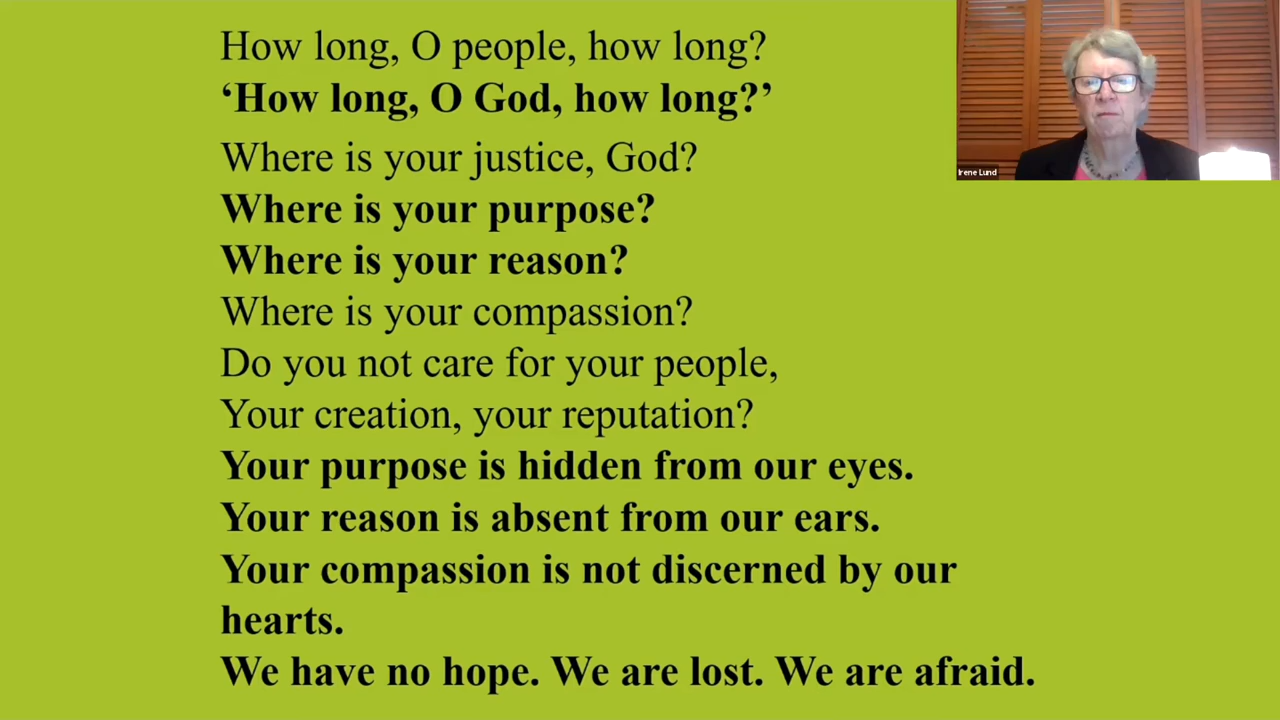 How long, O people, how long?
‘How long, O God, how long?’
Where is your justice, God?
Where is your purpose?
Where is your reason?
Where is your compassion?
Do you not care for your people,
Your creation, your reputation?
Your purpose is hidden from our eyes.
Your reason is absent from our ears.
Your compassion is not discerned by our
hearts.
We have no hope. We are lost. We are afraid.
Irene Lund